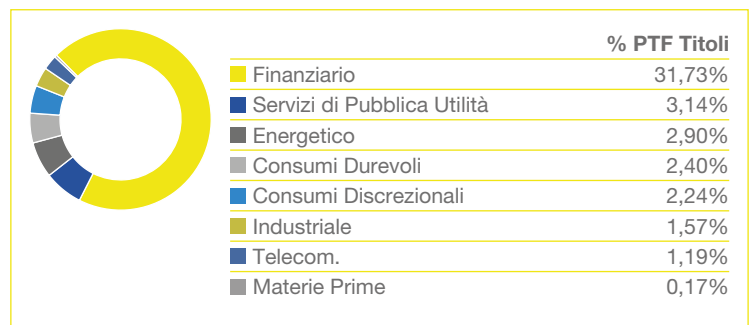 % PTF Titoli
Finanziario 31,73%
Servizi di Pubblica Utilità 3,14%
Energetico 2,90%
Consumi Durevoli 2,40%
Consumi Discrezionali 2,24%
Industriale 1,57%
Telecom. 1,19%
Materie Prime 0,17%